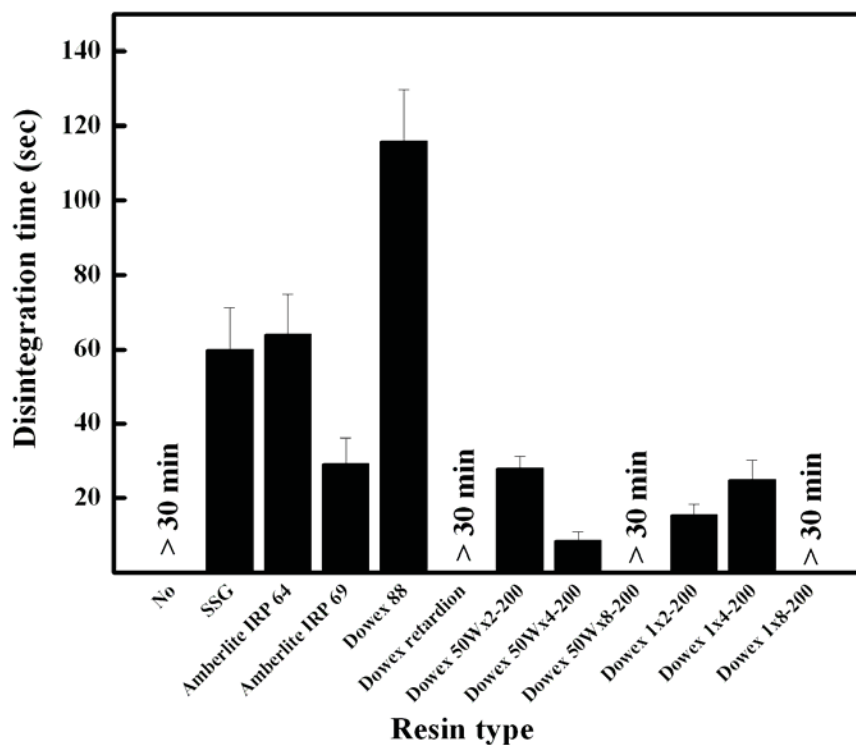 140
120
100
80
60
40
20
Disintegration time (sec)
> 30 min
> 30 min
> 30 min
> 30 min
No
SSG
Amberlite IRP 64
Amberlite IRP 69
Dowex 88
Dowex retardion
Dowex 50Wx2-200
Dowex 50Wx4-200
Dowex 50Wx8-200
Dowex 1x2-200
Dowex 1x4-200
Dowex 1x8-200
Resin type